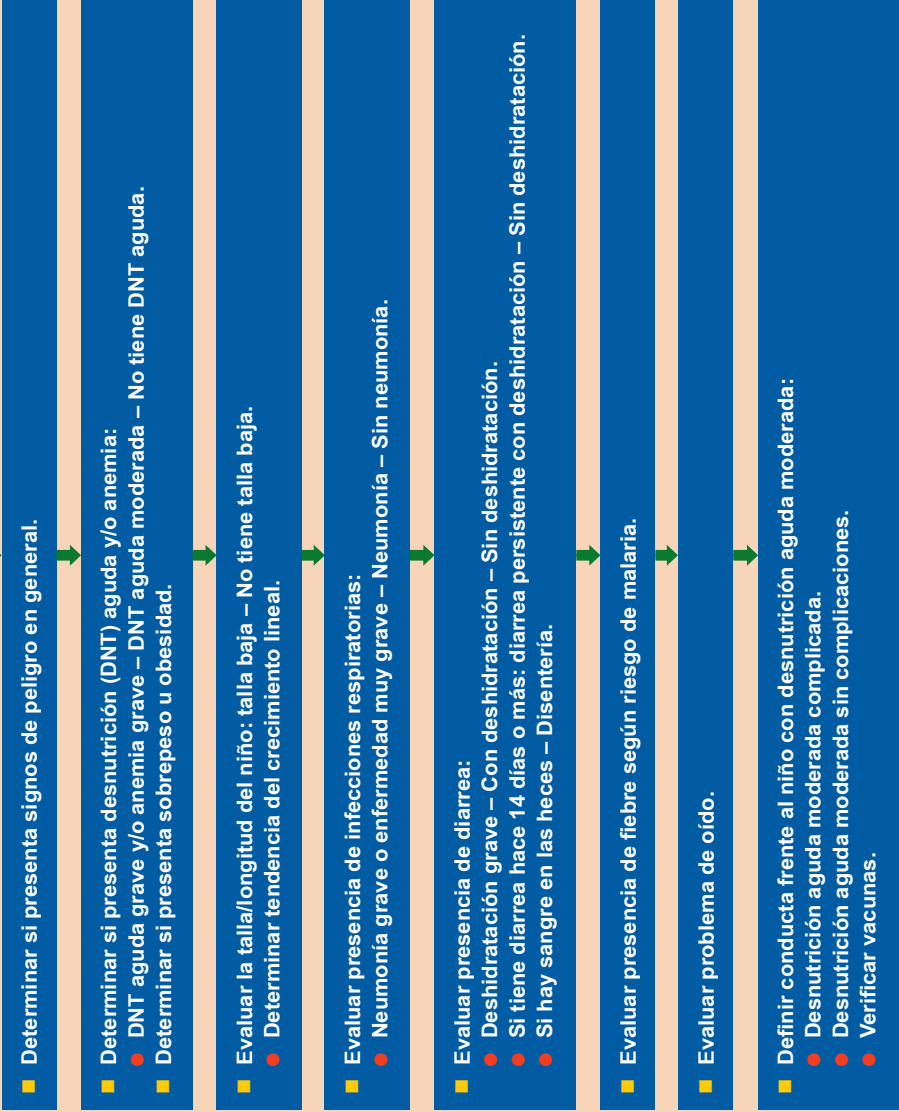 Determinar si presenta signos de peligro en general.
Determinar si presenta desnutrición (DNT) aguda y/o anemia:
DNT aguda grave y/o anemia grave – DNT aguda moderada – No tiene DNT aguda.
Determinar si presenta sobrepeso u obesidad.
Evaluar la talla/longitud del niño: talla baja – No tiene talla baja.
Determinar tendencia del crecimiento lineal.
Evaluar presencia de infecciones respiratorias:
Neumonía grave o enfermedad muy grave – Neumonía – Sin neumonía.
Evaluar presencia de diarrea:
Deshidratación grave – Con deshidratación – Sin deshidratación.
Si tiene diarrea hace 14 días o más: diarrea persistente con deshidratación – Sin deshidratación.
Si hay sangre en las heces – Disentería.
Evaluar presencia de fiebre según riesgo de malaria.
Evaluar problema de oído.
Definir conducta frente al niño con desnutrición aguda moderada:
Desnutrición aguda moderada complicada.
Desnutrición aguda moderada sin complicaciones.
Verificar vacunas.